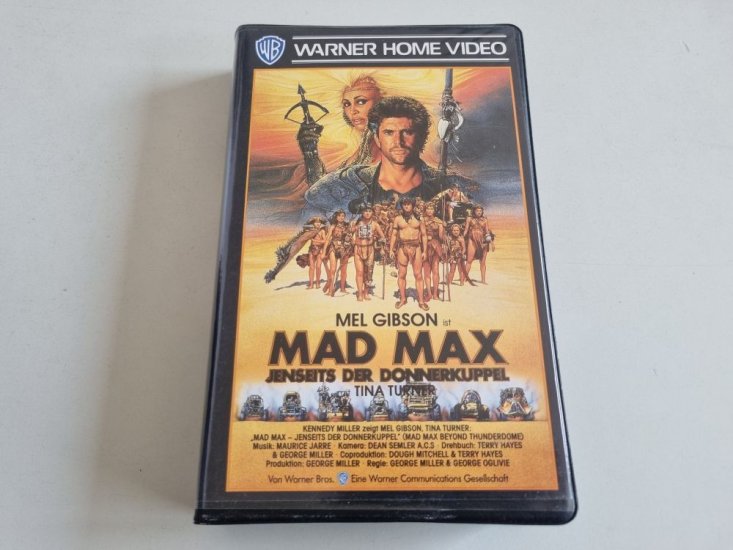 WB WARNER HOME VIDEO
MEL GIBSON ist
MAD MAX
JENSEITS DER DONNERKUPPEL
TINA TURNER
KENNEDY MILLER zeigt MEL GIBSON, TINA TURNER:
„MAD MAX – JENSEITS DER DONNERKUPPEL" (MAD MAX BEYOND THUNDERDOME)
Musik: MAURICE JARRE · Kamera: DEAN SEMLER A.C.S · Drehbuch: TERRY HAYES
& GEORGE MILLER · Coproduktion: DOUGH MITCHELL & TERRY HAYES
Produktion: GEORGE MILLER · Regie: GEORGE MILLER & GEORGE OGLIVIE
Von Warner Bros. WB Eine Warner Communications Gesellschaft